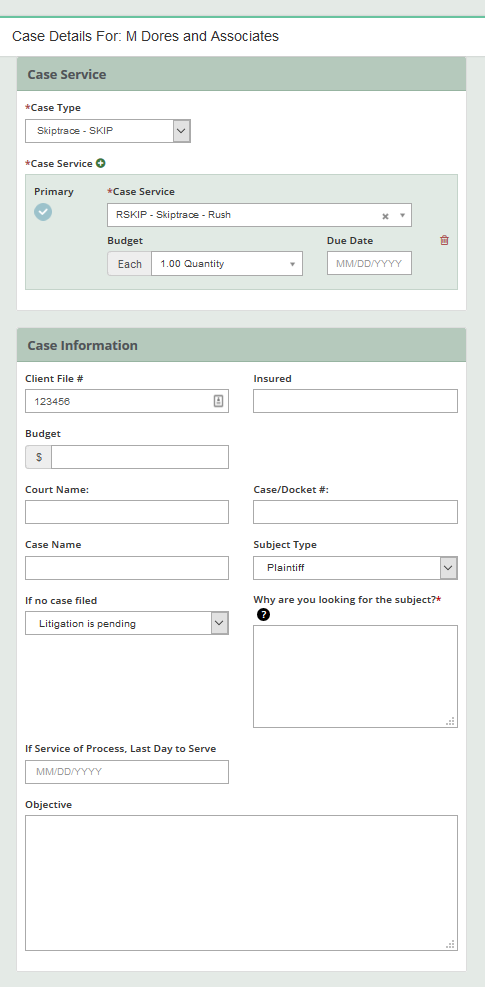 Case Details For: M Dores and Associates
Case Service
*Case Type
Skiptrace - SKIP
*Case Service
Primary
*Case Service
RSKIP - Skiptrace - Rush
Budget
Due Date
Each
1.00 Quantity
MM/DD/YYYY
Case Information
Client File #
Insured
123456
Budget
$
Court Name:
Case/Docket #:
Case Name
Subject Type
Plaintiff
If no case filed
Why are you looking for the subject?*
?
Litigation is pending
If Service of Process, Last Day to Serve
MM/DD/YYYY
Objective